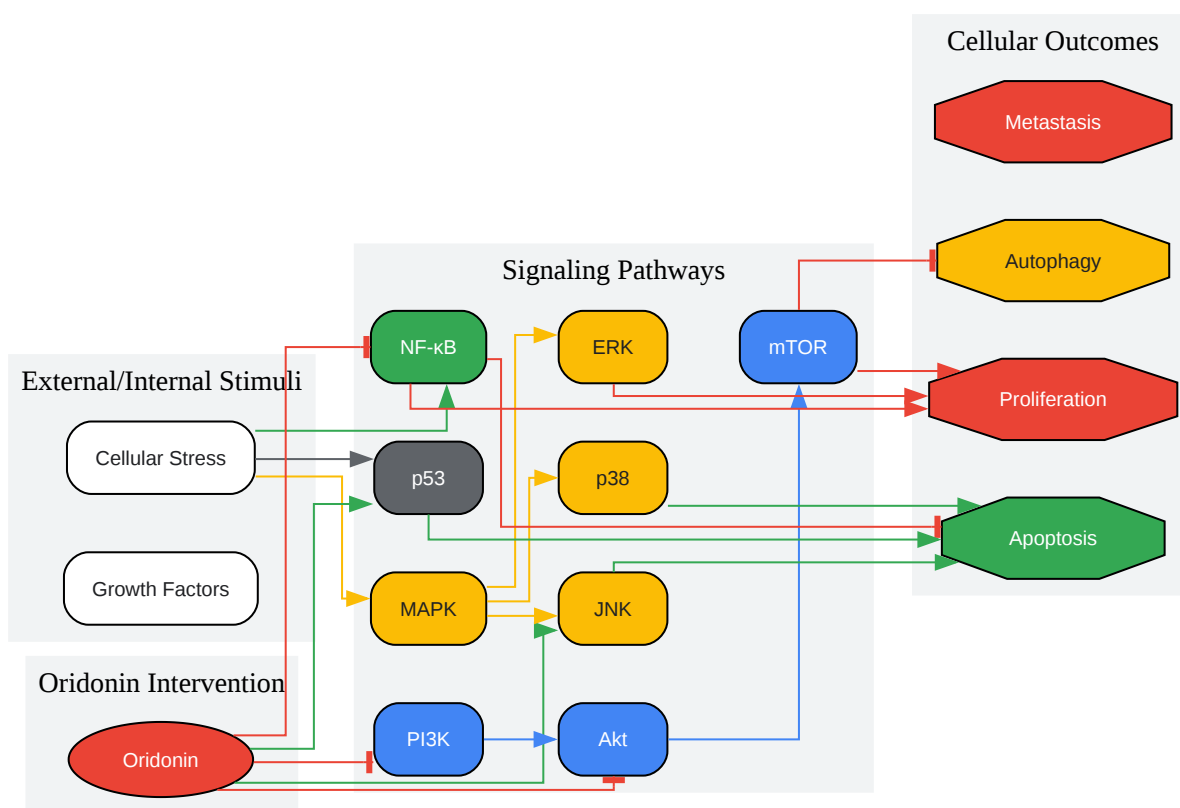 Cellular Outcomes
Metastasis
Autophagy
Proliferation
Apoptosis
Signaling Pathways
NF-κB
ERK
mTOR
p53
p38
MAPK
JNK
PI3K
Akt
External/Internal Stimuli
Cellular Stress
Growth Factors
Oridonin Intervention
Oridonin